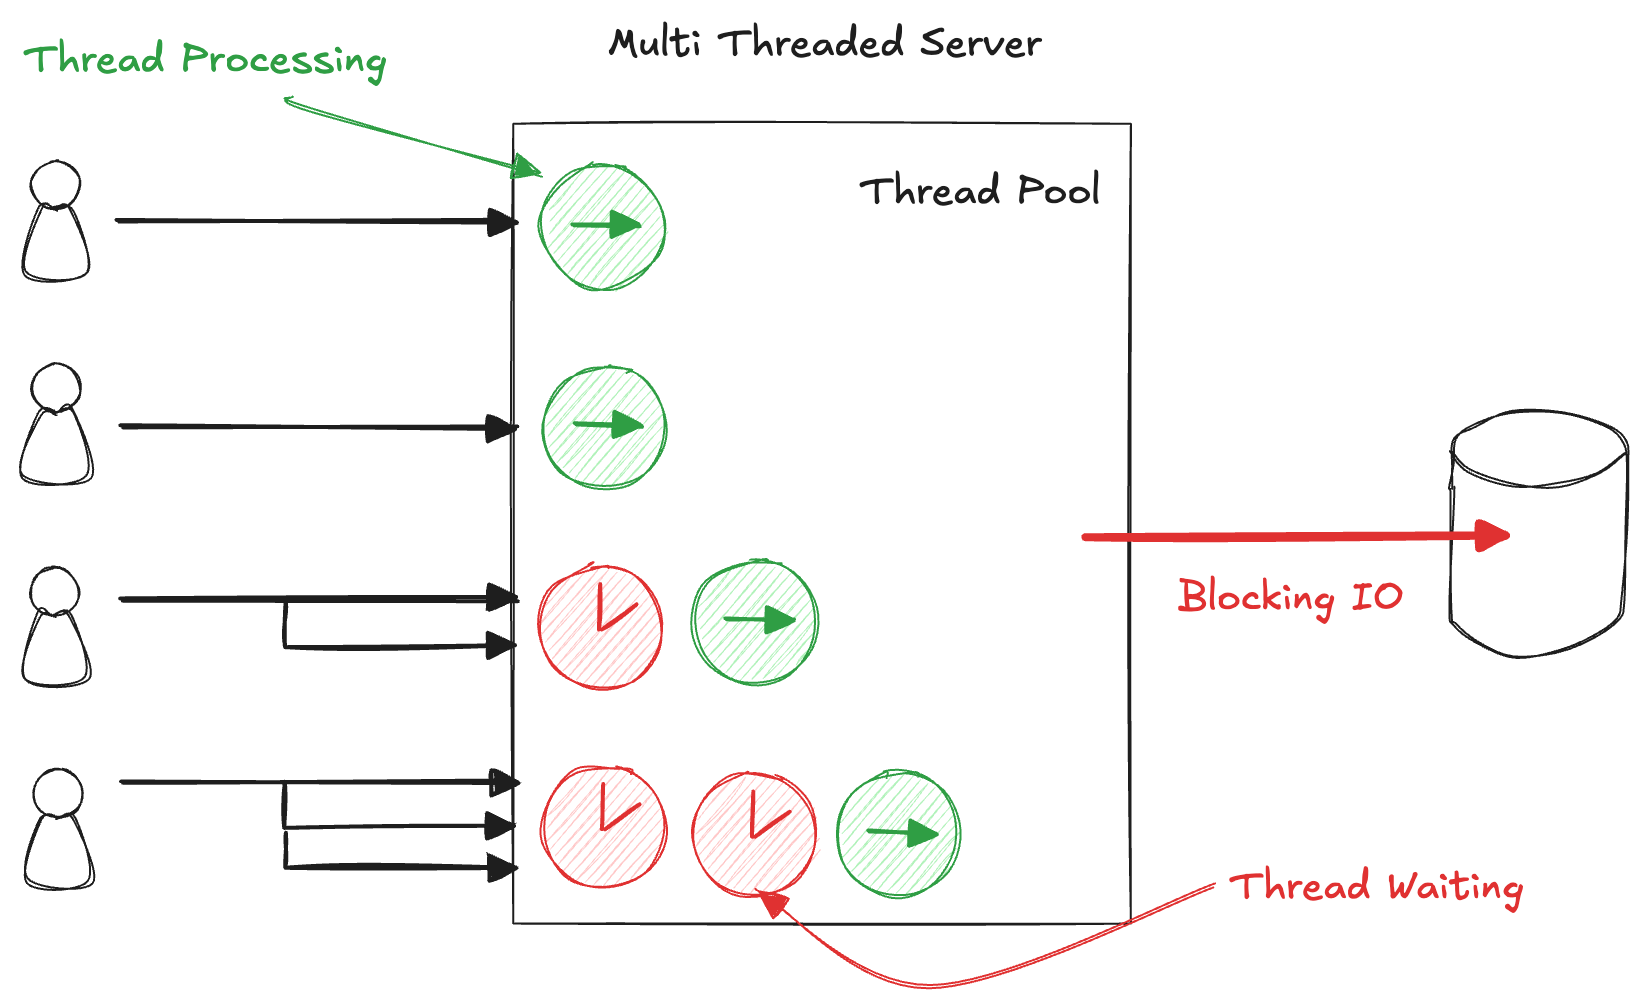 Multi Threaded Server
Thread Processing
Thread Pool
Blocking IO
Thread Waiting